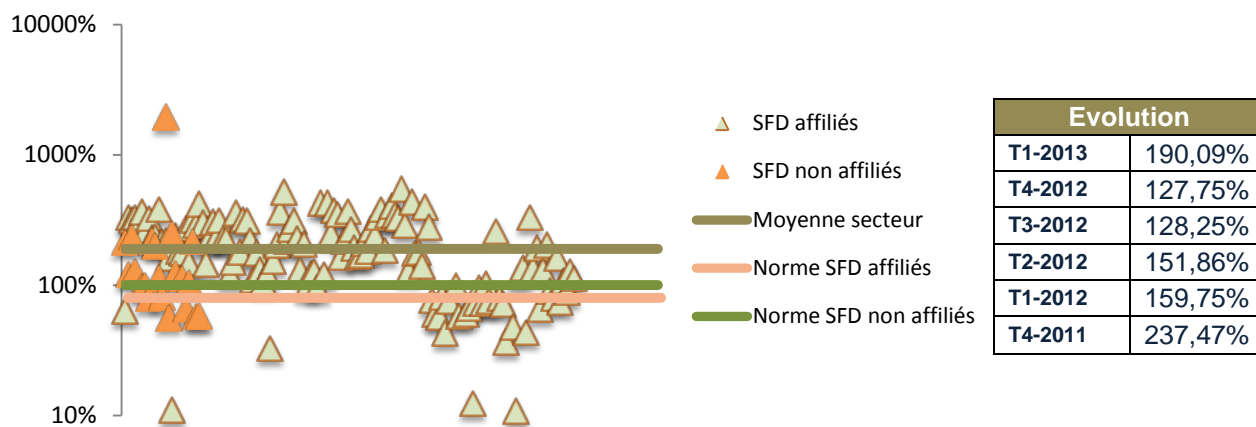 10000%
1000%
100%
10%
SFD affiliés
SFD non affiliés
Moyenne secteur
Norme SFD affiliés
Norme SFD non affiliés
Evolution
T1-2013 190,09%
T4-2012 127,75%
T3-2012 128,25%
T2-2012 151,86%
T1-2012 159,75%
T4-2011 237,47%